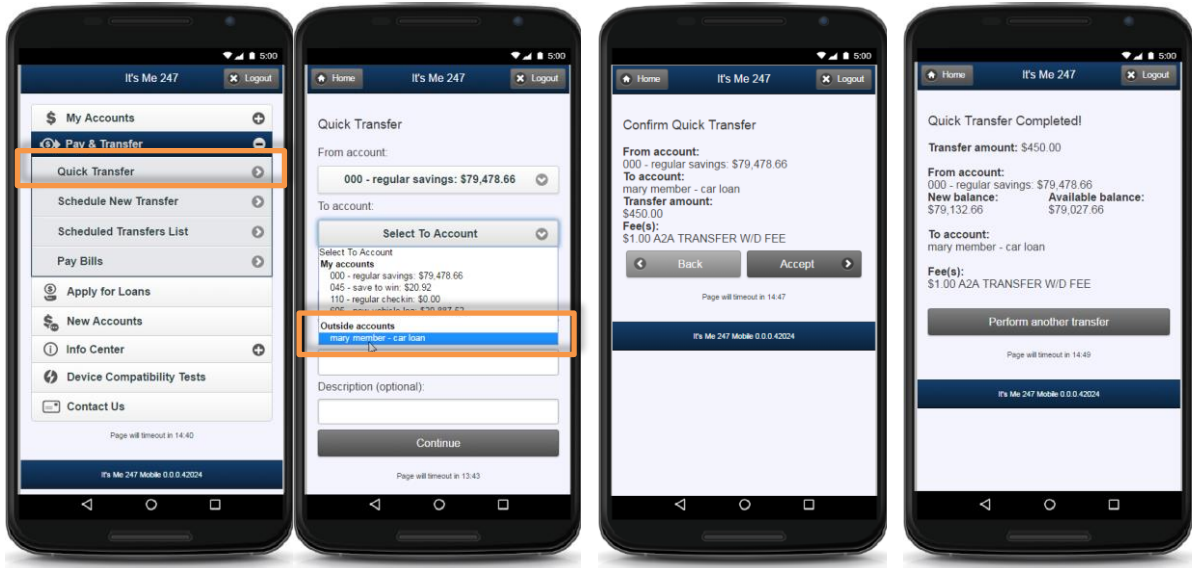 5:00
It's Me 247
Logout
My Accounts
Pay & Transfer
Quick Transfer
Schedule New Transfer
Scheduled Transfers List
Pay Bills
Apply for Loans
New Accounts
Info Center
Device Compatibility Tests
Contact Us
Page will timeout in 14:40
It's Me 247 Mobile 0.0.0.42024
5:00
Home
It's Me 247
Logout
Quick Transfer
From account:
000 - regular savings: $79,478.66
To account:
Select To Account
Select To Account
My accounts
000 - regular savings: $79,478.66
045 - save to win: $20.92
110 - regular checkin: $0.00
Outside accounts
mary member - car loan
Description (optional):
Continue
Page will timeout in 13:43
5:00
Home
It's Me 247
Logout
Confirm Quick Transfer
From account:
000 - regular savings: $79,478.66
To account:
mary member - car loan
Transfer amount:
$450.00
Fee(s):
$1.00 A2A TRANSFER W/D FEE
Back
Accept
Page will timeout in 14:47
It's Me 247 Mobile 0.0.0.42024
5:00
Home
It's Me 247
Logout
Quick Transfer Completed!
Transfer amount: $450.00
From account:
000 - regular savings: $79,478.66
New balance: Available balance:
$79,132.66 $79,027.66
To account:
mary member - car loan
Fee(s):
$1.00 A2A TRANSFER W/D FEE
Perform another transfer
Page will timeout in 14:49
It's Me 247 Mobile 0.0.0.42024